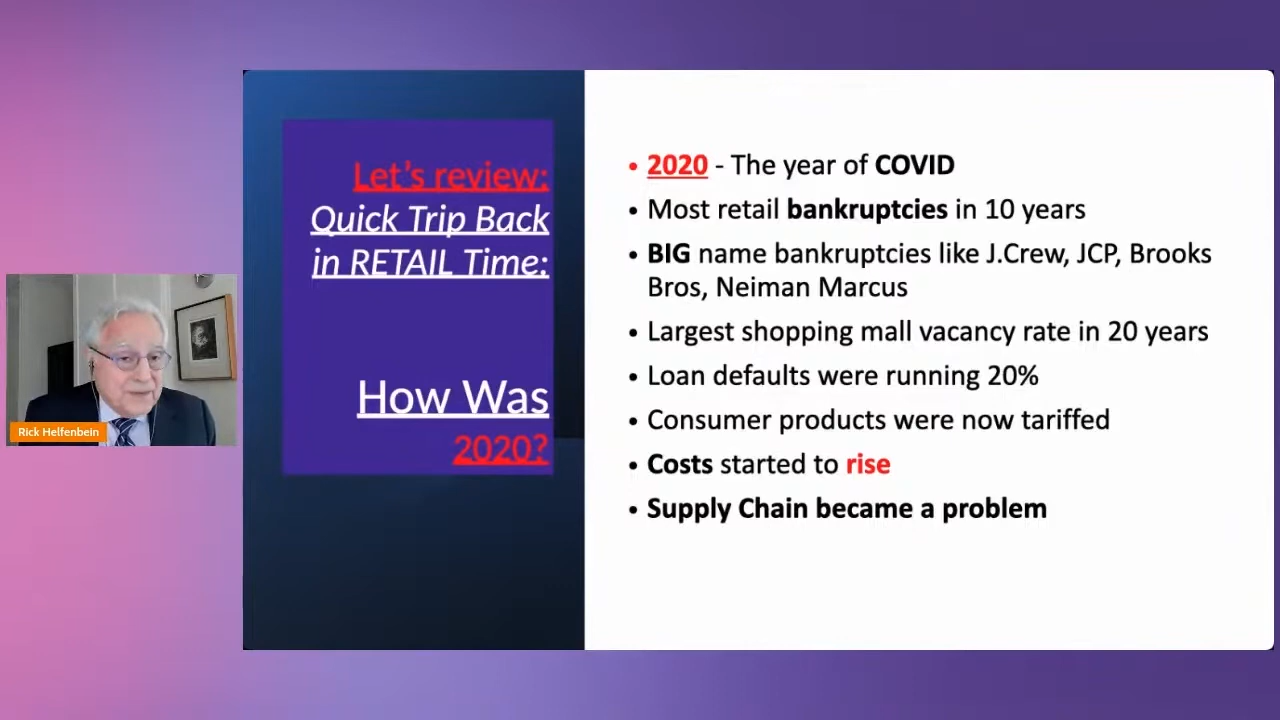 Let's review:
Quick Trip Back
in RETAIL Time:
How Was
2020?
• 2020 - The year of COVID
• Most retail bankruptcies in 10 years
• BIG name bankruptcies like J.Crew, JCP, Brooks
Bros, Neiman Marcus
• Largest shopping mall vacancy rate in 20 years
• Loan defaults were running 20%
• Consumer products were now tariffed
• Costs started to rise
• Supply Chain became a problem
Rick Helfenbein